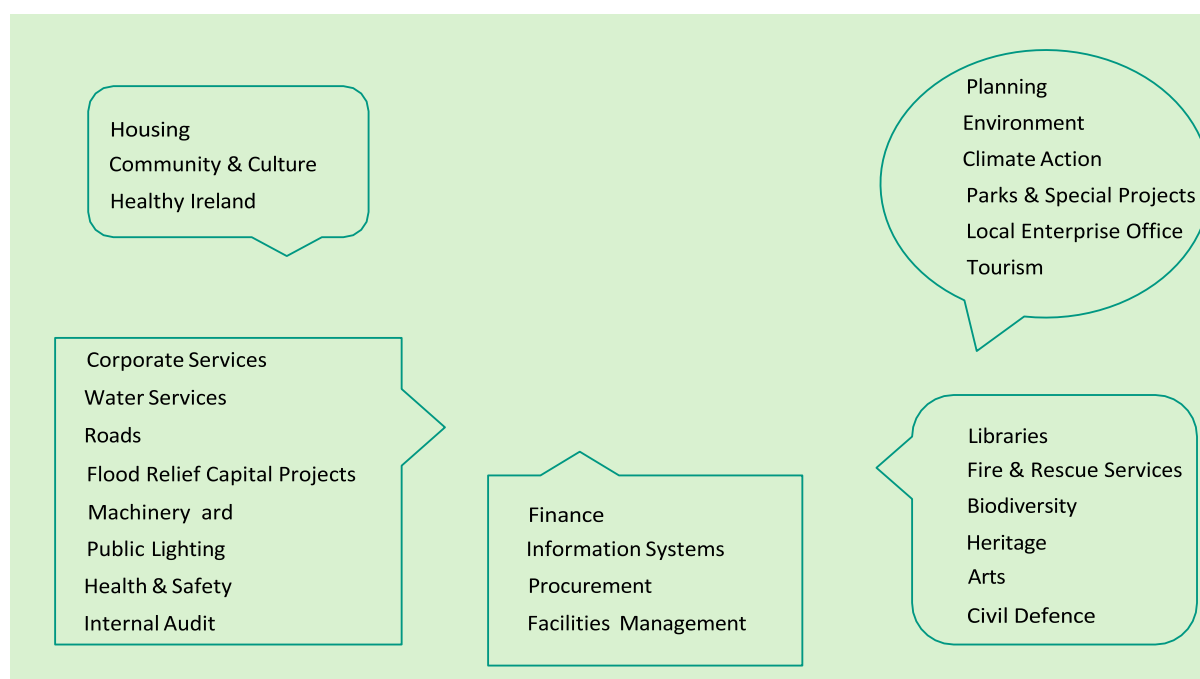 Housing
Community & Culture
Healthy Ireland
Planning
Environment
Climate Action
Parks & Special Projects
Local Enterprise Office
Tourism
Corporate Services
Water Services
Roads
Flood Relief Capital Projects
Machinery ard
Public Lighting
Health & Safety
Internal Audit
Finance
Information Systems
Procurement
Facilities Management
Libraries
Fire & Rescue Services
Biodiversity
Heritage
Arts
Civil Defence